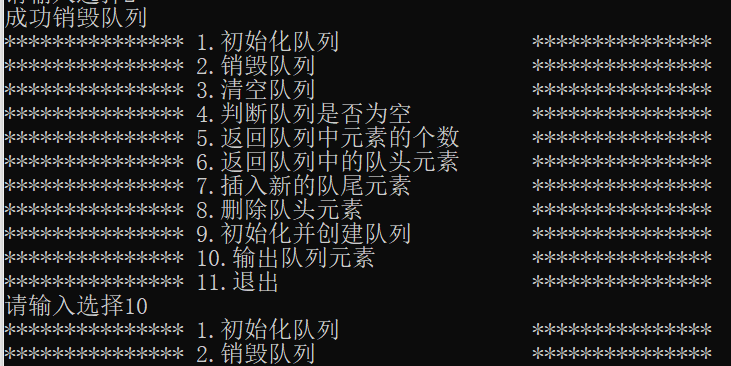 成功销毁队列
*************** 1.初始化队列                ****************
*************** 2.销毁队列                  ****************
*************** 3.清空队列                  ****************
*************** 4.判断队列是否为空          ****************
*************** 5.返回队列中元素的个数      ****************
*************** 6.返回队列中的队头元素      ****************
*************** 7.插入新的队尾元素          ****************
*************** 8.删除队头元素              ****************
*************** 9.初始化并创建队列          ****************
*************** 10.输出队列元素             ****************
*************** 11.退出                     ****************
请输入选择10
*************** 1.初始化队列                ****************
*************** 2.销毁队列                  ****************